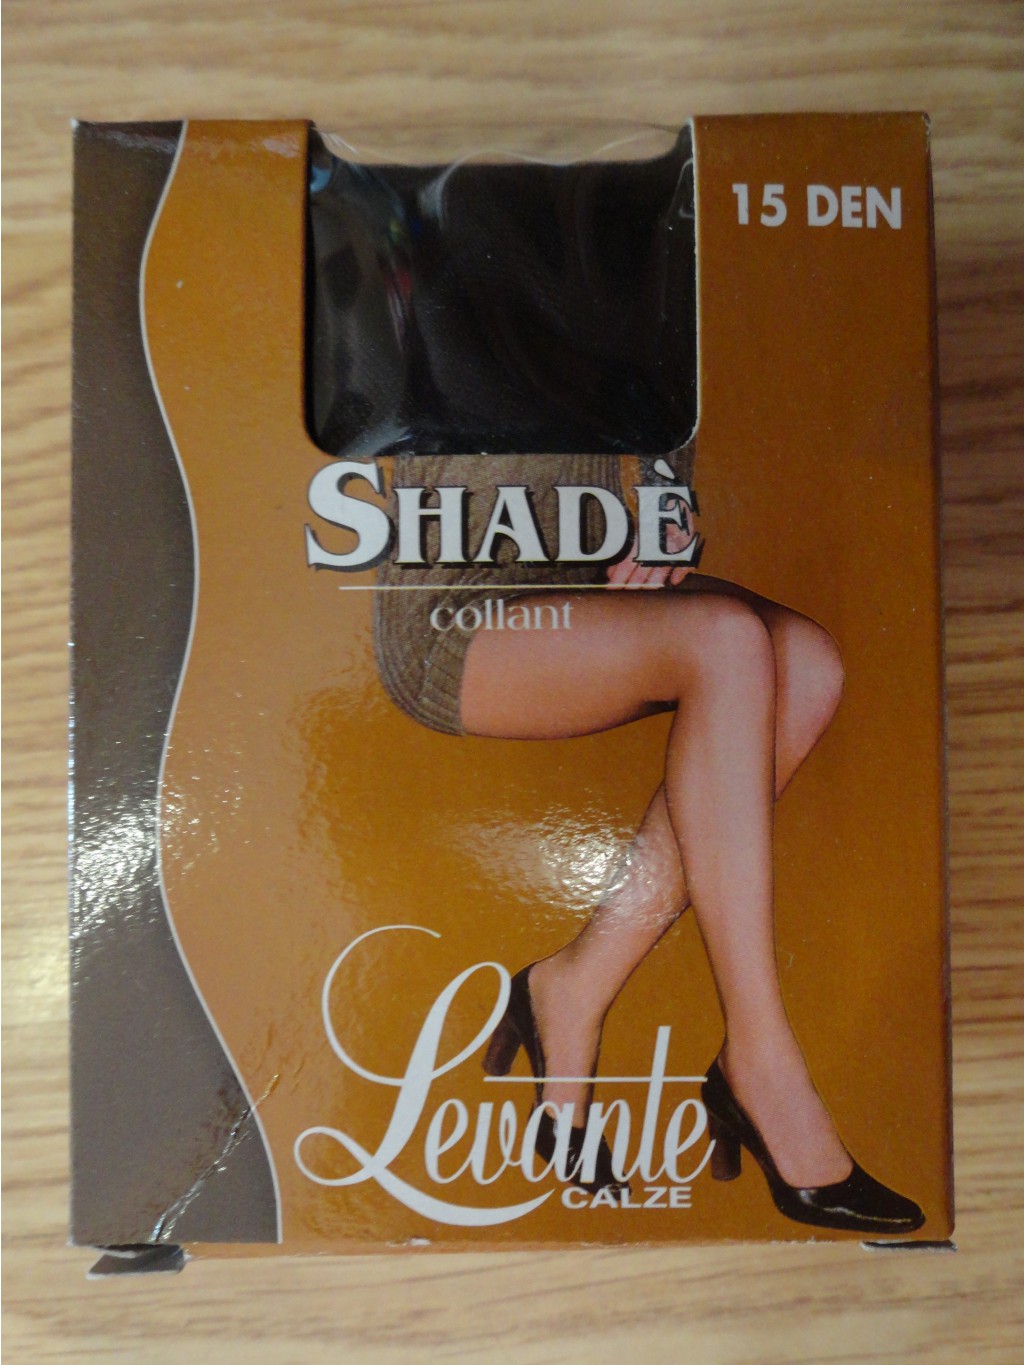 15 DEN
SHADÈ
collant
Levante
CALZE